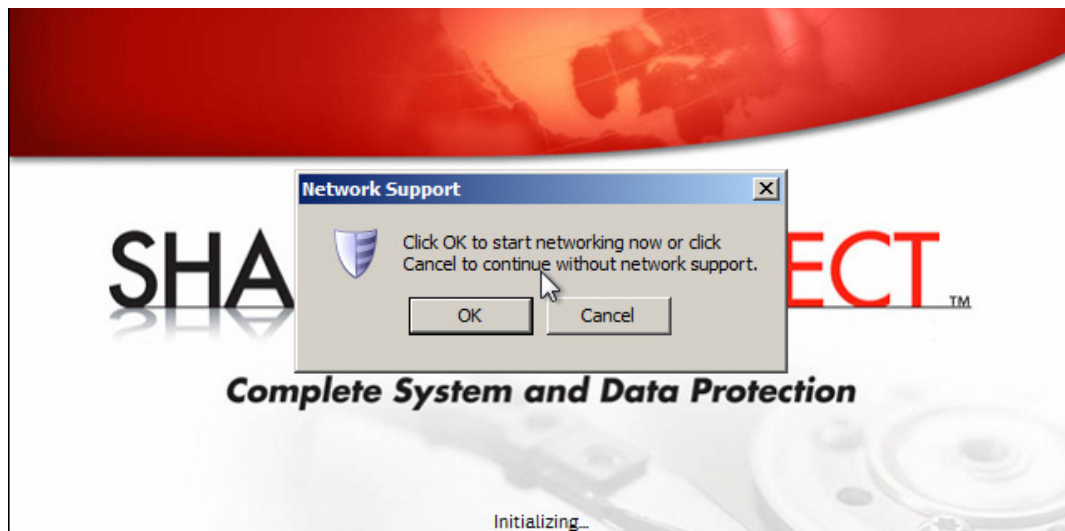 Network Support
Click OK to start networking now or click
Cancel to continue without network support.
OK Cancel
SHA ECT TM
Complete System and Data Protection
Initializing...